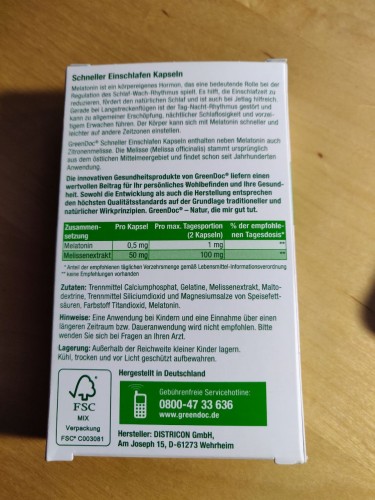 Schneller Einschlafen Kapseln
Melatonin ist ein körpereigenes Hormon, das eine bedeutende Rolle bei der
Regulation des Schlaf-Wach-Rhythmus spielt. Es hilft, die Einschlafzeit zu
reduzieren, fördert den natürlichen Schlaf und ist auch bei Jetlag hilfreich.
Gerade bei Langstreckenflügen ist der Tag-Nacht-Rhythmus gestört und
kann zu allgemeiner Erschöpfung, nächtlicher Schlaflosigkeit und vorzei-
tigem Erwachen führen. Der Körper kann sich mit Melatonin schneller und
leichter auf andere Zeitzonen einstellen.
GreenDoc® Schneller Einschlafen Kapseln enthalten neben Melatonin auch
Zitronenmelisse. Die Melisse (Melissa officinalis) stammt ursprünglich
aus dem östlichen Mittelmeergebiet und findet schon seit Jahrhunderten
Anwendung.
Die innovativen Gesundheitsprodukte von GreenDoc® liefern einen
wertvollen Beitrag für Ihr persönliches Wohlbefinden und Ihre Gesund-
heit. Sowohl die Entwicklung als auch die Herstellung entsprechen
den höchsten Qualitätsstandards auf der Grundlage traditioneller und
natürlicher Wirkprinzipien. GreenDoc® – Natur, die mir gut tut.
Zusammen- Pro Kapsel Pro max. Tagesportion % der empfohle-
setzung (2 Kapseln) nen Tagesdosis*
Melatonin 0,5 mg 1 mg **
Melissenextrakt 50 mg 100 mg **
* Anteil der empfohlenen täglichen Verzehrsmenge gemäß Lebensmittel-Informationsverordnung
** keine Empfehlungen vorhanden
Zutaten: Trennmittel Calciumphosphat, Gelatine, Melissenextrakt, Malto-
dextrine, Trennmittel Siliciumdioxid und Magnesiumsalze von Speisefett-
säuren, Farbstoff Titandioxid, Melatonin.
Hinweise: Eine Anwendung bei Kindern und eine Einnahme über einen
längeren Zeitraum bzw. Daueranwendung wird nicht empfohlen. Bitte
wenden Sie sich bei Fragen an Ihren Arzt.
Lagerung: Außerhalb der Reichweite kleiner Kinder lagern.
Kühl, trocken und vor Licht geschützt aufbewahren.
Hergestellt in Deutschland
FSC
MIX
Verpackung
FSC® C003061
Gebührenfreie Servicehotline:
0800-47 33 636
www.greendoc.de
Hersteller: DISTRICON GmbH,
Am Joseph 15, D-61273 Wehrheim